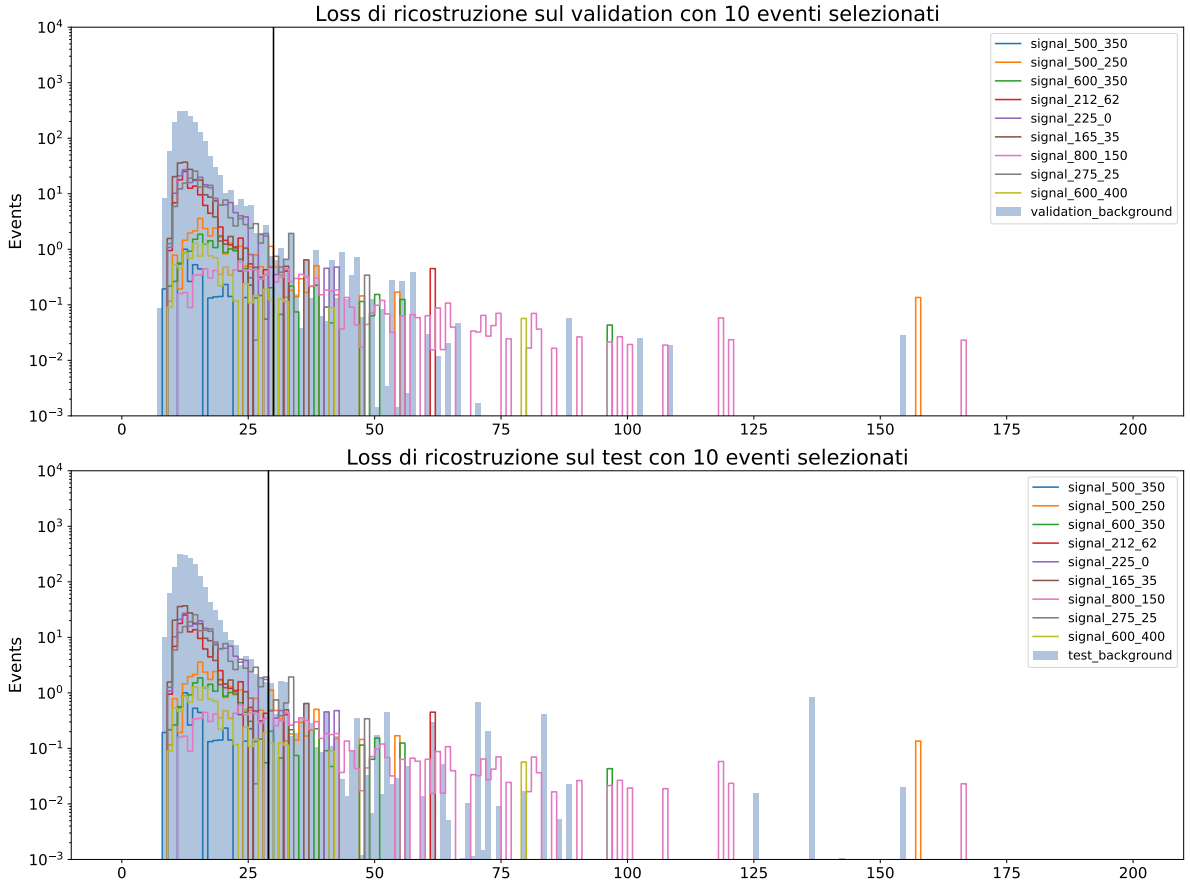 Loss di ricostruzione sul validation con 10 eventi selezionati
10^4
10^3
10^2
10^1
10^0
10^-1
10^-2
10^-3
Events
signal_500_350
signal_500_250
signal_600_350
signal_212_62
signal_225_0
signal_165_35
signal_800_150
signal_275_25
signal_600_400
validation_background
0 25 50 75 100 125 150 175 200
Loss di ricostruzione sul test con 10 eventi selezionati
10^4
10^3
10^2
10^1
10^0
10^-1
10^-2
10^-3
Events
signal_500_350
signal_500_250
signal_600_350
signal_212_62
signal_225_0
signal_165_35
signal_800_150
signal_275_25
signal_600_400
test_background
0 25 50 75 100 125 150 175 200